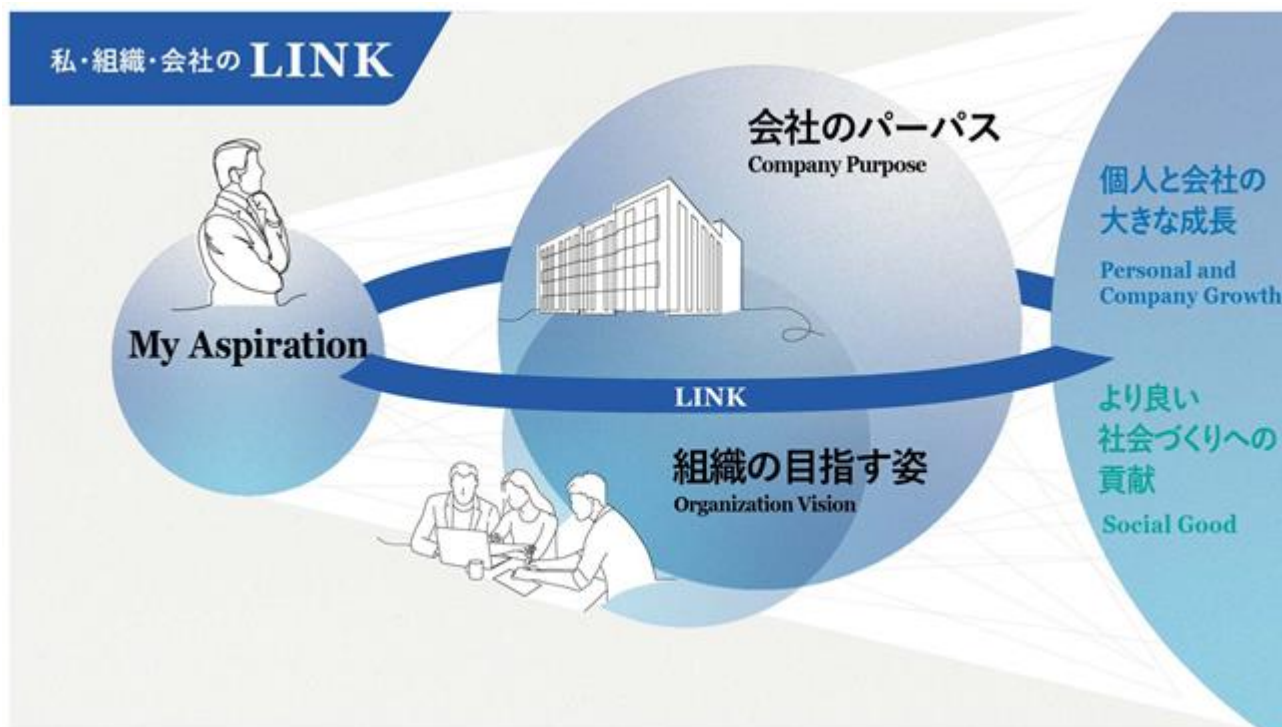 私・組織・会社の LINK
会社のパーパス
Company Purpose
My Aspiration
LINK
組織の目指す姿
Organization Vision
個人と会社の
大きな成長
Personal and
Company Growth
より良い
社会づくりへの
貢献
Social Good